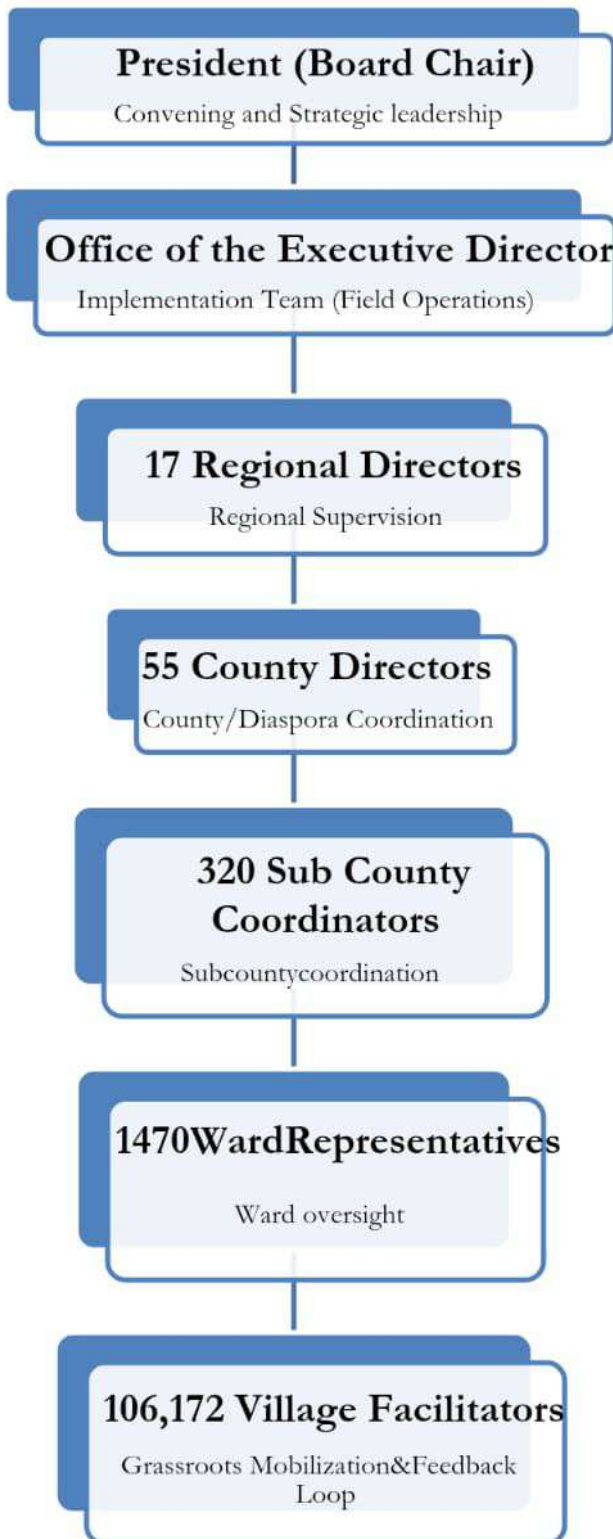 President (Board Chair)
Convening and Strategic leadership
Office of the Executive Director
Implementation Team (Field Operations)
17 Regional Directors
Regional Supervision
55 County Directors
County/Diaspora Coordination
320 Sub County
Coordinators
Subcountycoordination
1470WardRepresentatives
Ward oversight
106,172 Village Facilitators
Grassroots Mobilization&Feedback
Loop